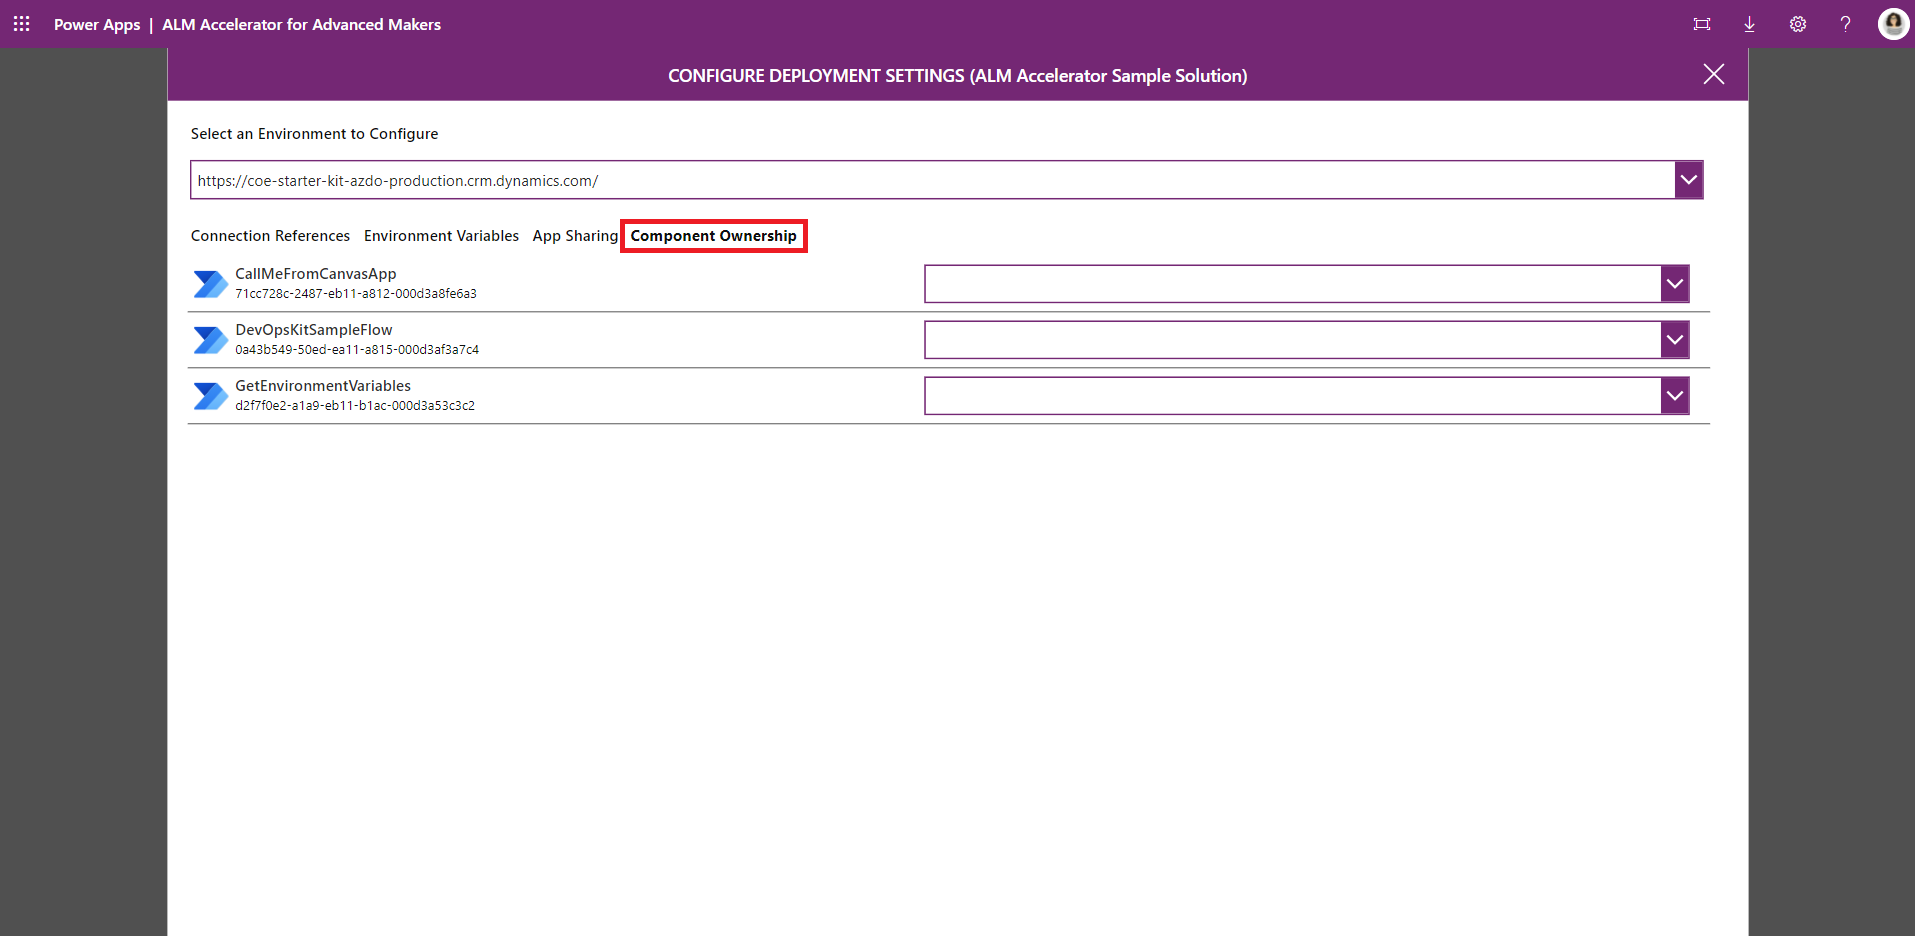 Power Apps | ALM Accelerator for Advanced Makers
CONFIGURE DEPLOYMENT SETTINGS (ALM Accelerator Sample Solution)
Select an Environment to Configure
https://coe-starter-kit-azdo-production.crm.dynamics.com/
Connection References Environment Variables App Sharing Component Ownership
CallMeFromCanvasApp
71cc728c-2487-eb11-a812-000d3a8fe6a3
DevOpsKitSampleFlow
0a43b549-50ed-ea11-a815-000d3af3a7c4
GetEnvironmentVariables
d2f7f0e2-a1a9-eb11-b1ac-000d3a53c3c2